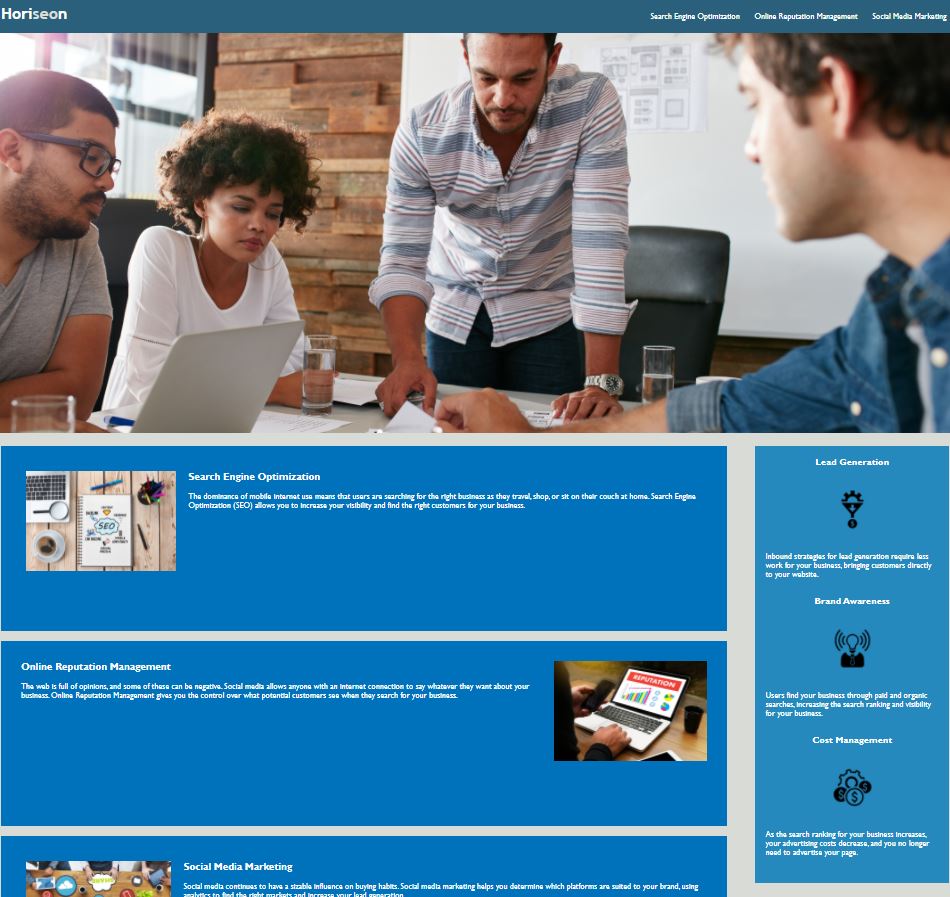 Horiseon
Search Engine Optimization
Online Reputation Management
Social Media Marketing
Search Engine Optimization
The dominance of mobile internet use means that users are searching for the right business as they travel, shop, or sit on their couch at home. Search Engine
Optimization (SEO) allows you to increase your visibility and find the right customers for your business.
SEO
Online Reputation Management
The web is full of opinions, and some of these can be negative. Social media allows anyone with an internet connection to say whatever they want about your
business. Online Reputation Management gives you the control over what potential customers see when they search for your business.
REPUTATION
Social Media Marketing
Social media continues to have a sizable influence on buying habits. Social media marketing helps you determine which platforms are suited to your brand, using
analytics to find the right markets and increase your lead generation.
Lead Generation
Inbound strategies for lead generation require less
work for your business, bringing customers directly
to your website.
Brand Awareness
Users find your business through paid and organic
searches, increasing the search ranking and visibility
for your business.
Cost Management
As the search ranking for your business increases,
your advertising costs decrease, and you no longer
need to advertise your page.